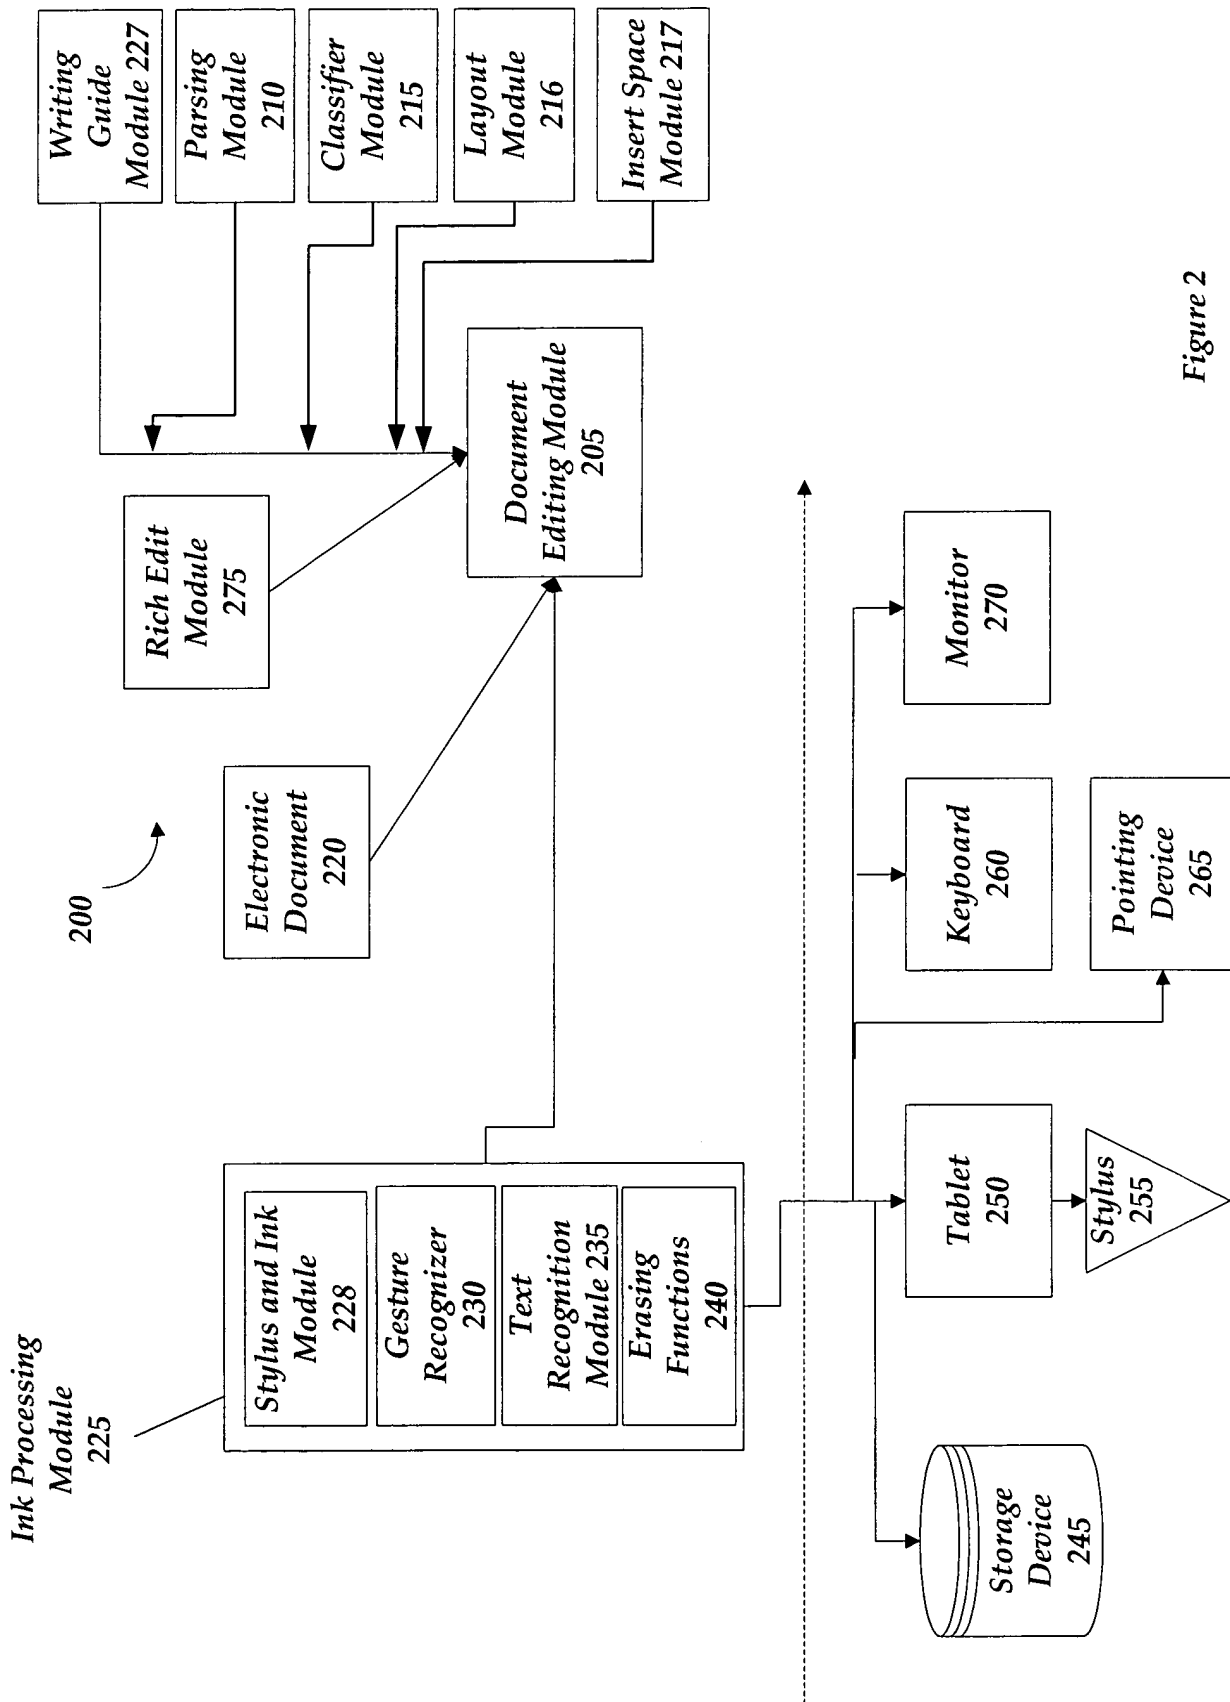 Ink Processing
Module
225
200
Writing
Guide
Module 227
Parsing
Module
210
Classifier
Module
215
Layout
Module
216
Insert Space
Module 217
Rich Edit
Module
275
Electronic
Document
220
Document
Editing Module
205
Stylus and Ink
Module
228
Gesture
Recognizer
230
Text
Recognition
Module 235
Erasing
Functions
240
Storage
Device
245
Tablet
250
Stylus
255
Keyboard
260
Pointing
Device
265
Monitor
270
Figure 2